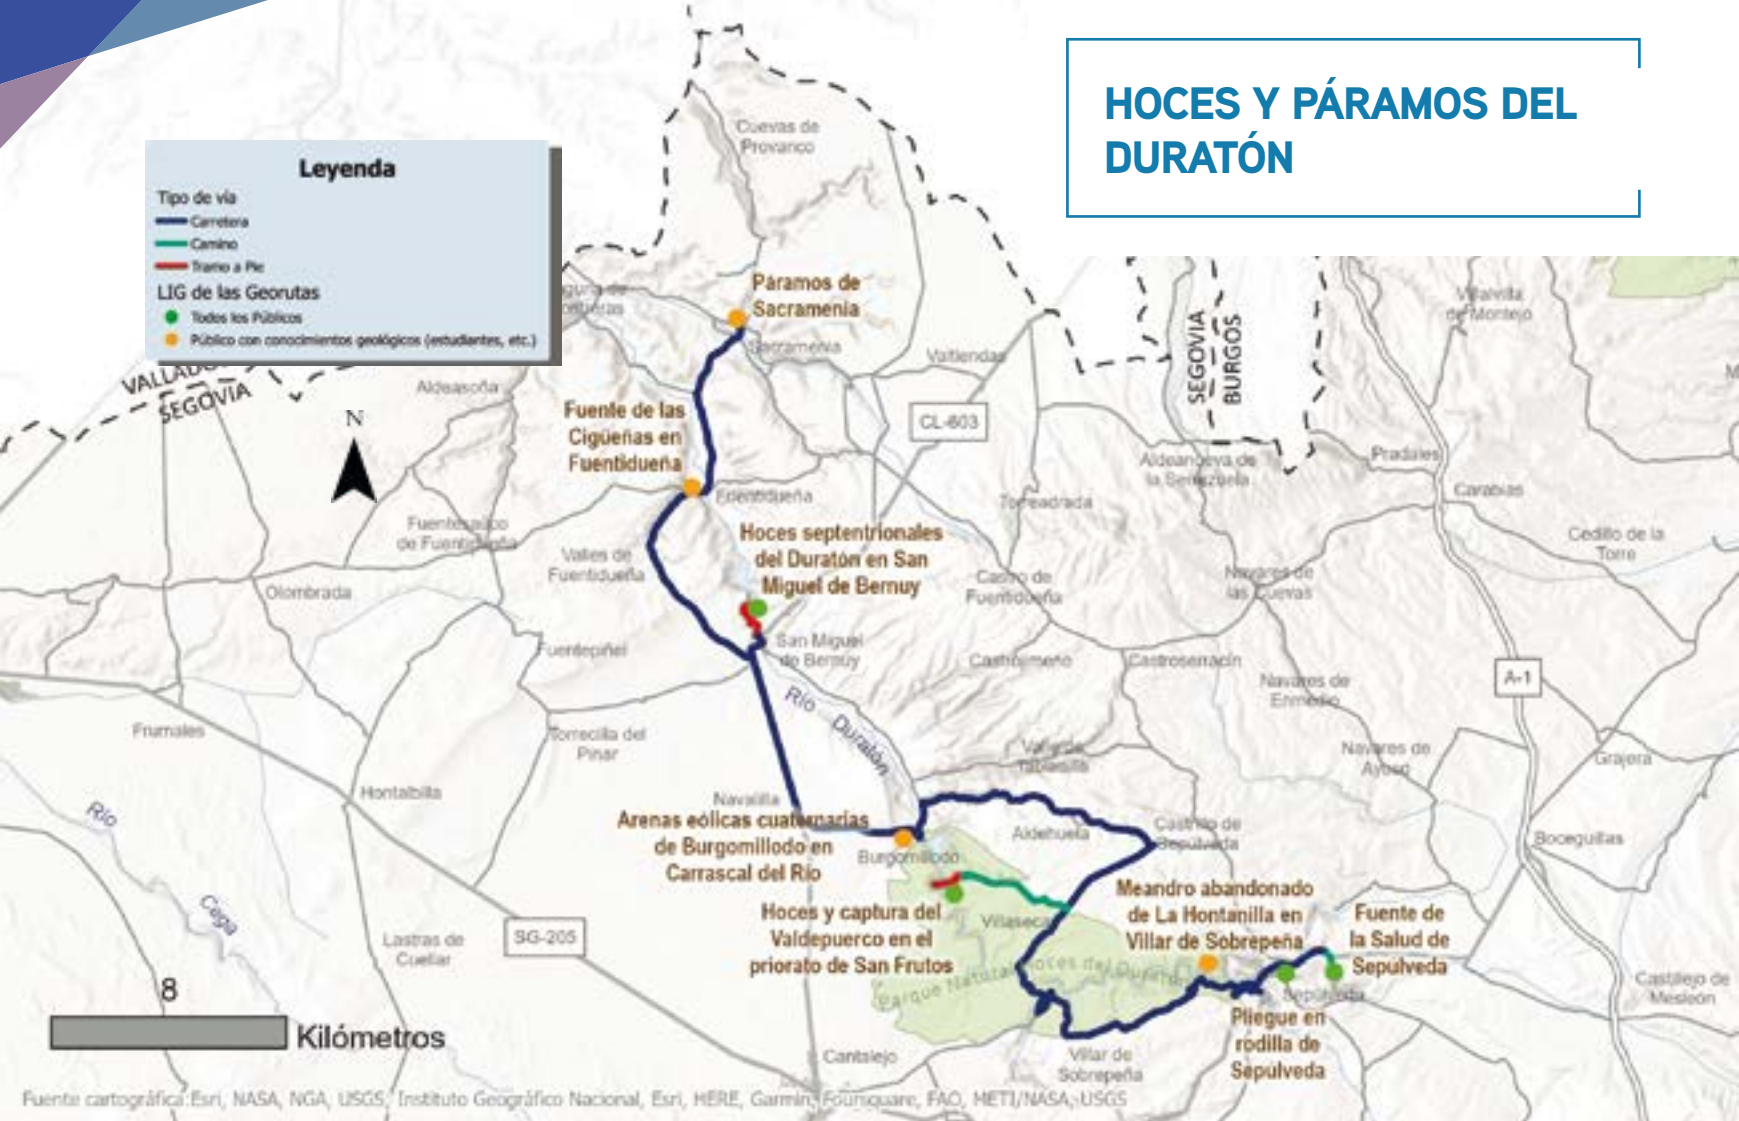 HOCES Y PÁRAMOS DEL
DURATÓN
Leyenda
Tipo de vía
Carretera
Camino
Tramo a Pie
LIG de las Georutas
Todos los Públicos
Público con conocimientos geológicos (estudiantes, etc.)
SEGOVIA
N
Cuevas de
Provanco
Páramos de
Sacramenia
Sacramenia
Valtiendas
Aldeasoña
CL-603
SEGOVIA
BURGOS
Villalvilla
de Montejo
Fuente de las
Cigüeñas en
Fuentidueña
Fuentidueña
Aldeanueva de
la Serrezuela
Pradales
Carabias
Torreadrada
Cedillo de la
Torre
Fuentesaúco
de Fuentidueña
Valles de
Fuentidueña
Hoces septentrionales
del Duratón en San
Miguel de Bernuy
Castro de
Fuentidueña
Navares de
las Cuevas
Olombrada
Fuentepiñel
San Miguel
de Bernuy
Castrojimeno
Castroserracín
Navares de
Enmedio
A-1
Río Duratón
Frumales
Torrecilla del
Pinar
Valle de
Tabladillo
Navares de
Ayuso
Grajera
Hontalbilla
Navalilla
Río
Cega
Arenas eólicas cuaternarias
de Burgomillodo en
Carrascal del Río
Burgomillodo
Aldehuela
Castrillo de
Sepúlveda
Boceguillas
Hoces y captura del
Valdepuerco en el
priorato de San Frutos
Villaseca
Meandro abandonado
de La Hontanilla en
Villar de Sobrepeña
Fuente de
la Salud de
Sepúlveda
SG-205
Lastras de
Cuéllar
Parque Natural Hoces del Duratón
Sepúlveda
Castillejo de
Mesleón
Pliegue en
rodilla de
Sepúlveda
8
Kilómetros
Cantalejo
Villar de
Sobrepeña
Fuente cartográfica:Esri, NASA, NGA, USGS, Instituto Geográfico Nacional, Esri, HERE, Garmin, Foursquare, FAO, METI/NASA, USGS